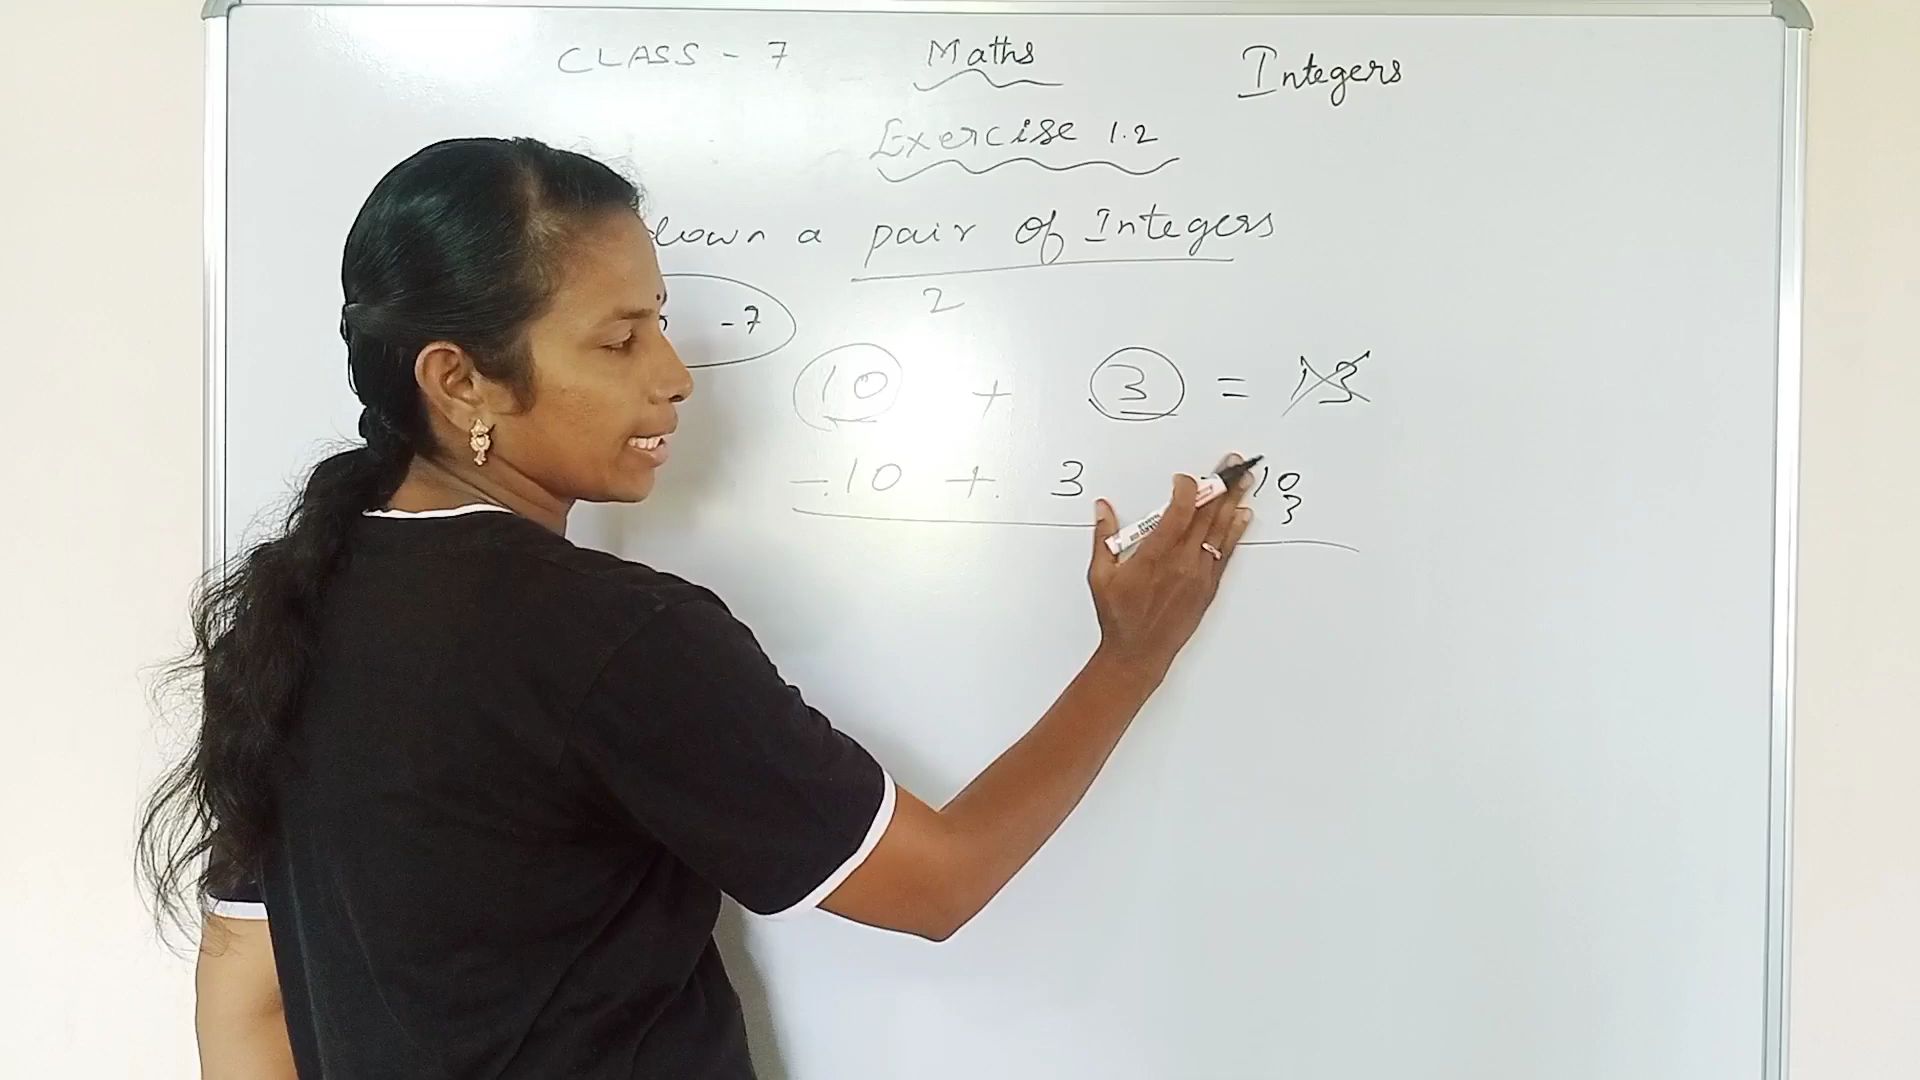 CLASS - 7 Maths Integers
Exercise 1.2
down a pair of Integers
-7 2
10 + 3 = 13
-10 + 3 10
3